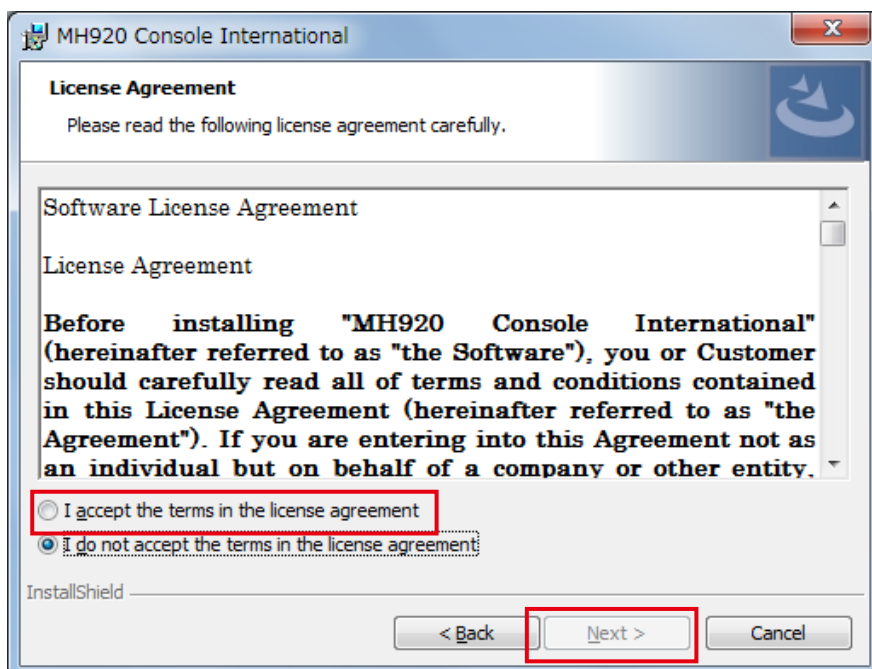 MH920 Console International
License Agreement
Please read the following license agreement carefully.
Software License Agreement
License Agreement
Before installing "MH920 Console International"
(hereinafter referred to as "the Software"), you or Customer
should carefully read all of terms and conditions contained
in this License Agreement (hereinafter referred to as "the
Agreement"). If you are entering into this Agreement not as
an individual but on behalf of a company or other entity,
I accept the terms in the license agreement
I do not accept the terms in the license agreement
InstallShield
< Back
Next >
Cancel